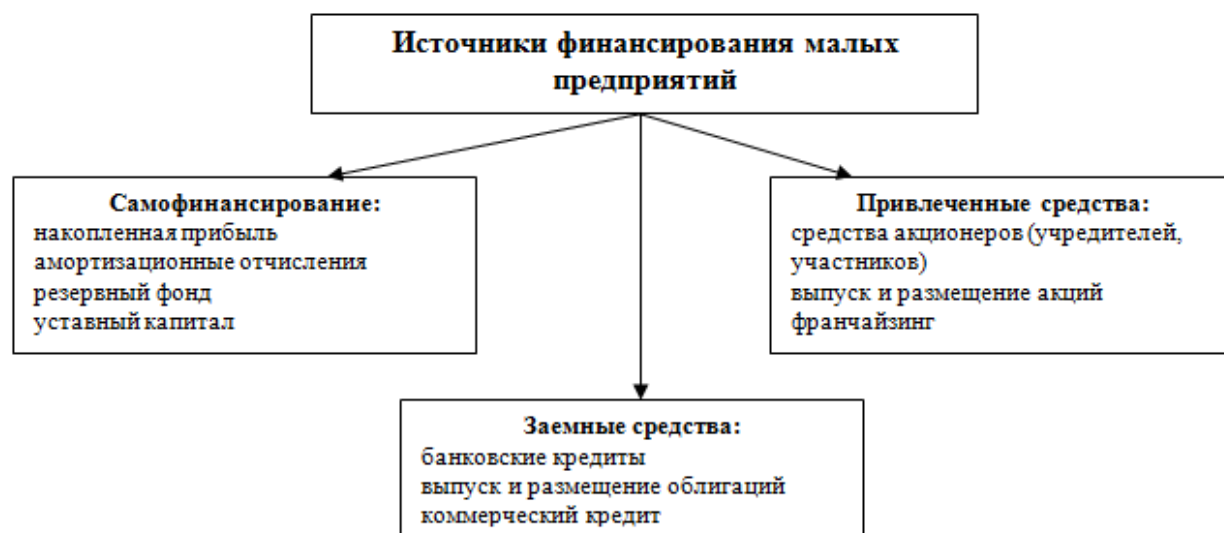 Источники финансирования малых
предприятий
Самофинансирование:
накопленная прибыль
амортизационные отчисления
резервный фонд
уставный капитал
Привлеченные средства:
средства акционеров (учредителей,
участников)
выпуск и размещение акций
франчайзинг
Заемные средства:
банковские кредиты
выпуск и размещение облигаций
коммерческий кредит